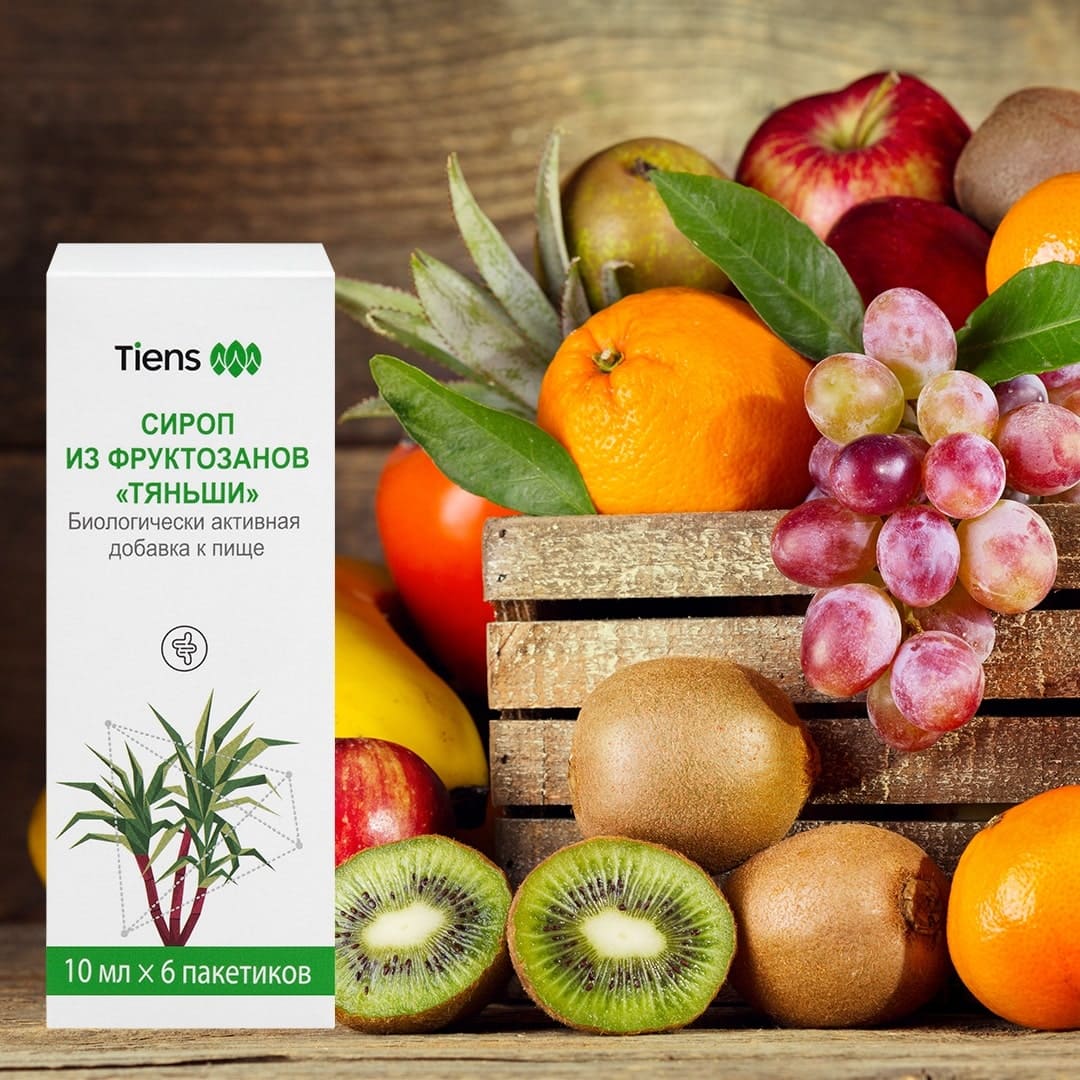 Tiens
СИРОП
ИЗ ФРУКТОЗАНОВ
«ТЯНЬШИ»
Биологически активная
добавка к пище
10 мл × 6 пакетиков